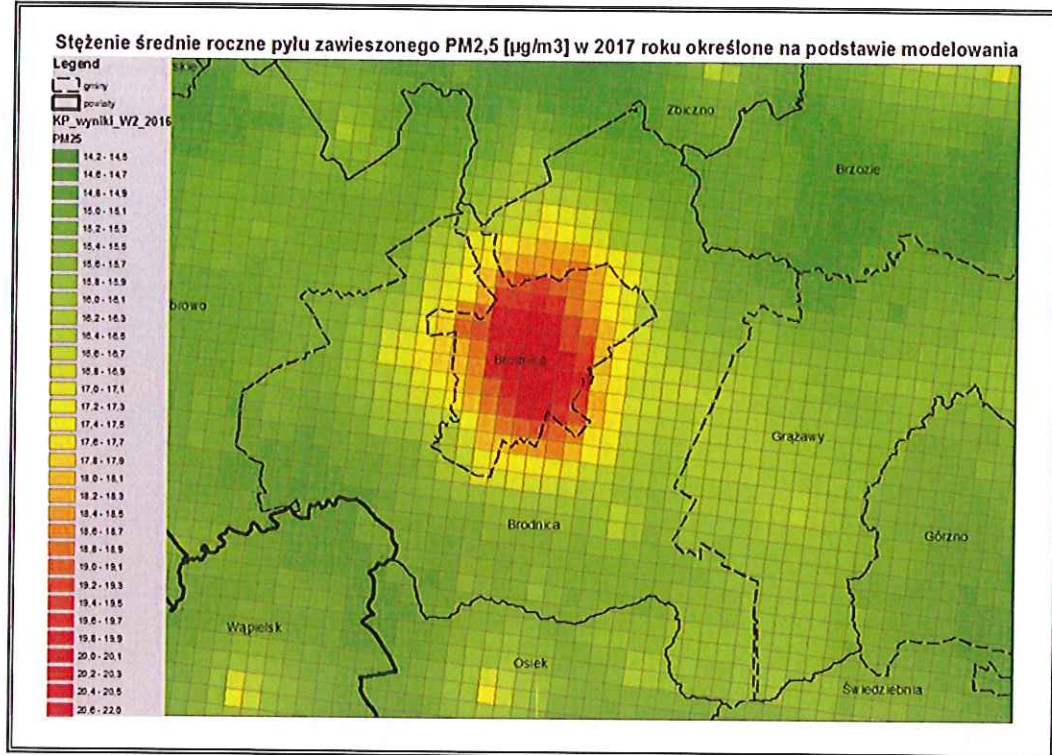 Stężenie średnie roczne pyłu zawieszonego PM2,5 [µg/m3] w 2017 roku określone na podstawie modelowania
Legend
gminy
powiaty
KP_wyniki_W2_2016
PM25
14,2 - 14,5
14,6 - 14,7
14,8 - 14,9
15,0 - 15,1
15,2 - 15,3
15,4 - 15,5
15,6 - 15,7
15,8 - 15,9
16,0 - 16,1
16,2 - 16,3
16,4 - 16,5
16,6 - 16,7
16,8 - 16,9
17,0 - 17,1
17,2 - 17,3
17,4 - 17,5
17,6 - 17,7
17,8 - 17,9
18,0 - 18,1
18,2 - 18,3
18,4 - 18,5
18,6 - 18,7
18,8 - 18,9
19,0 - 19,1
19,2 - 19,3
19,4 - 19,5
19,6 - 19,7
19,8 - 19,9
20,0 - 20,1
20,2 - 20,3
20,4 - 20,5
20,6 - 22,0
skie
Zbiczno
Brzozie
browo
Brodnica
Grążawy
Brodnica
Górzno
Wąpielsk
Osiek
Świedziebnia